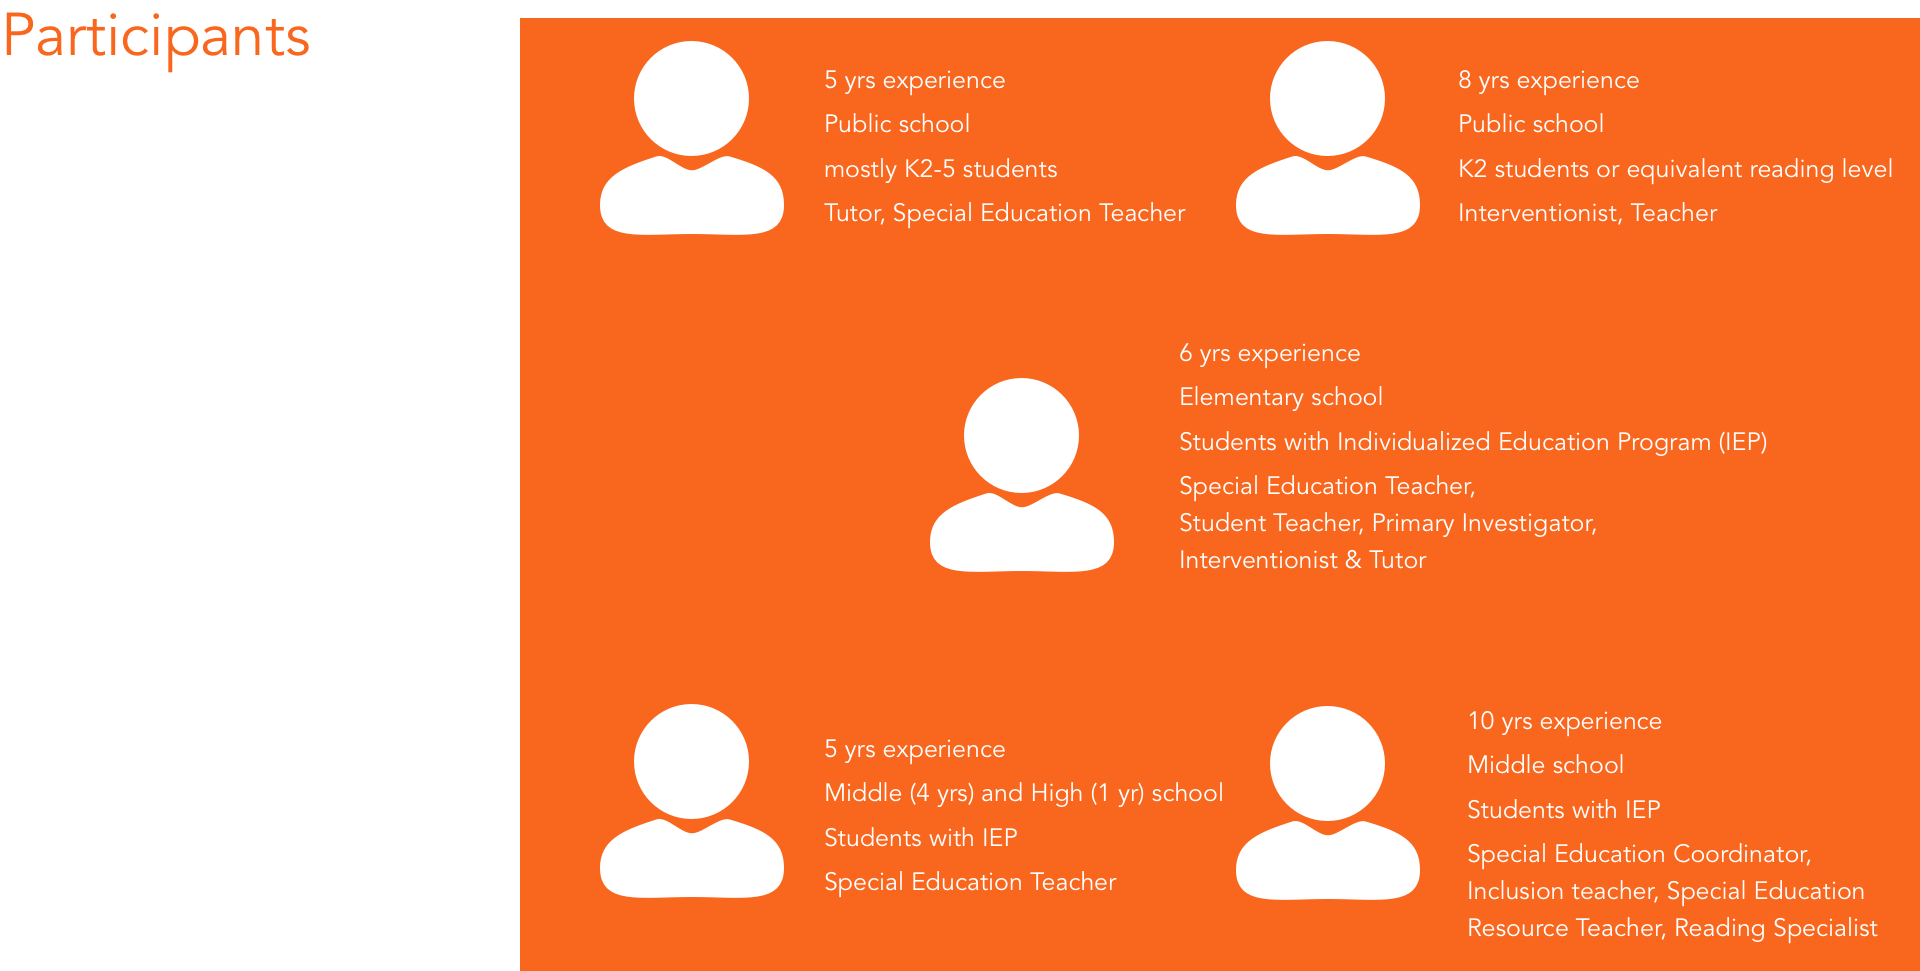 Participants
5 yrs experience
Public school
mostly K2-5 students
Tutor, Special Education Teacher
8 yrs experience
Public school
K2 students or equivalent reading level
Interventionist, Teacher
6 yrs experience
Elementary school
Students with Individualized Education Program (IEP)
Special Education Teacher,
Student Teacher, Primary Investigator,
Interventionist & Tutor
5 yrs experience
Middle (4 yrs) and High (1 yr) school
Students with IEP
Special Education Teacher
10 yrs experience
Middle school
Students with IEP
Special Education Coordinator,
Inclusion teacher, Special Education
Resource Teacher, Reading Specialist